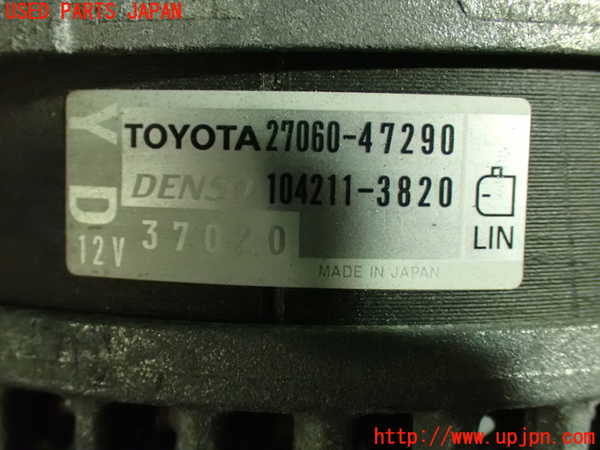 USED PARTS JAPAN
Y D
TOYOTA 27060-47290
DENSO 104211-3820
12V 37020
LIN
MADE IN JAPAN
http://www.upjpn.com